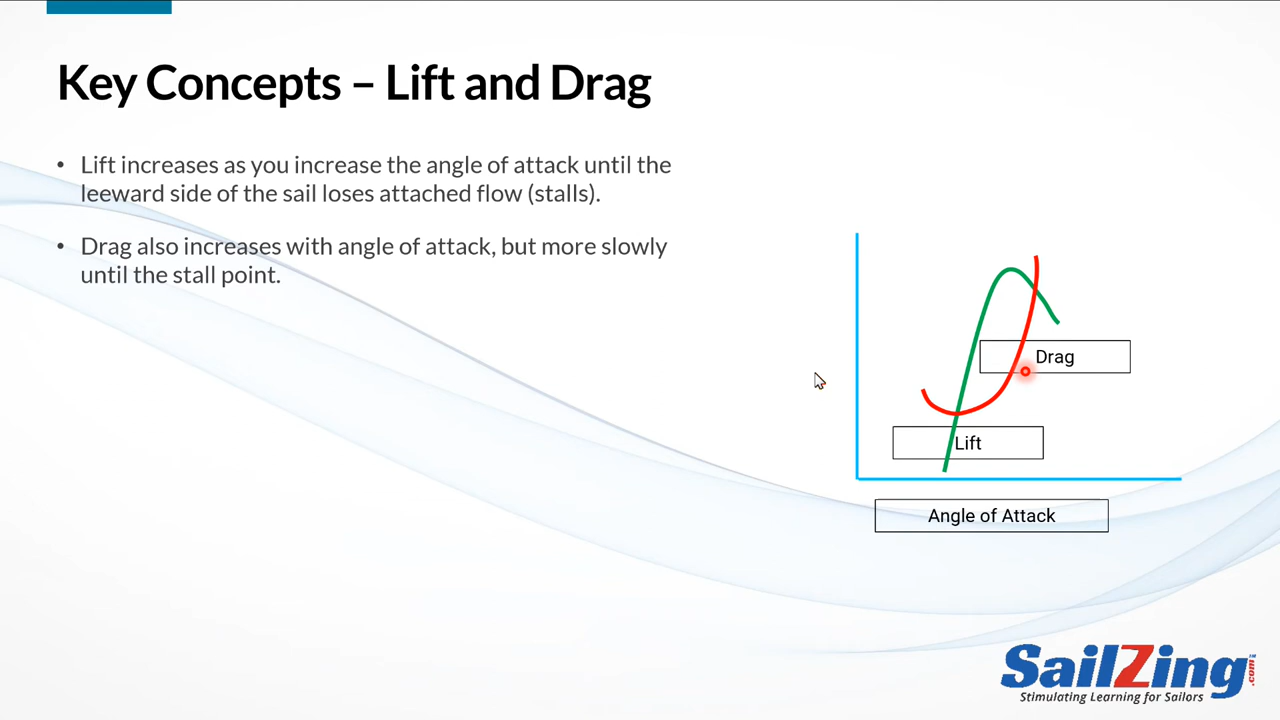 Key Concepts – Lift and Drag
• Lift increases as you increase the angle of attack until the
leeward side of the sail loses attached flow (stalls).
• Drag also increases with angle of attack, but more slowly
until the stall point.
Drag
Lift
Angle of Attack
SailZing.com™
Stimulating Learning for Sailors